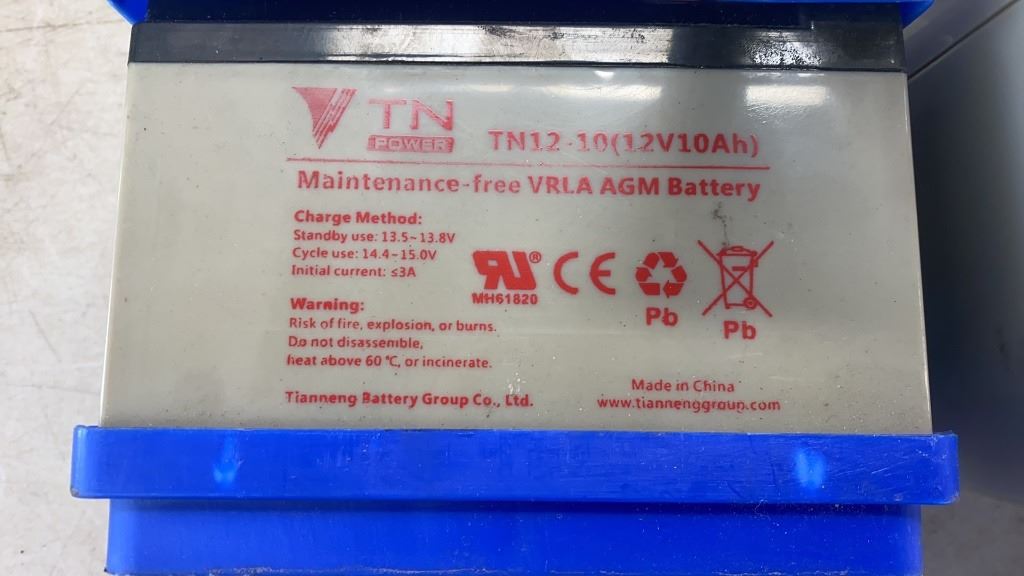 TN
POWER
TN12-10(12V10Ah)
Maintenance-free VRLA AGM Battery
Charge Method:
Standby use: 13.5~13.8V
Cycle use: 14.4~15.0V
Initial current: ≤3A
RU®
MH61820
CE
Pb
Pb
Warning:
Risk of fire, explosion, or burns.
Do not disassemble,
heat above 60 ℃, or incinerate.
Tianneng Battery Group Co., Ltd.
Made in China
www.tiannenggroup.com